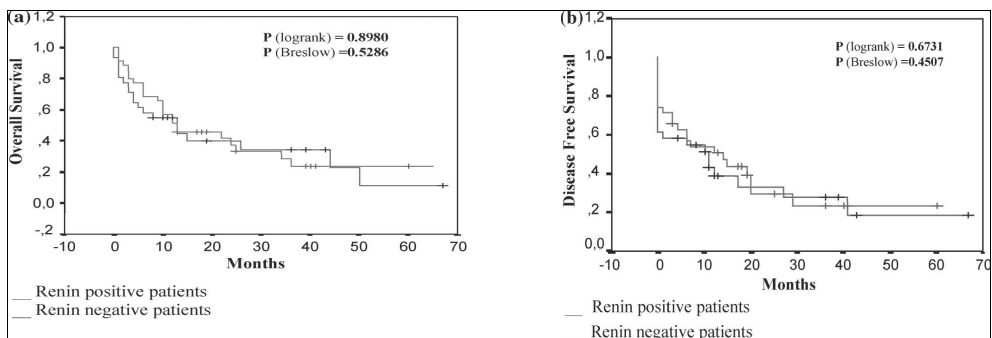 (a)
1,2
1,0
,8
,6
,4
,2
0,0
-,2
Overall Survival
P (logrank) = 0.8980
P (Breslow) = 0.5286
-10 0 10 20 30 40 50 60 70
Months
Renin positive patients
Renin negative patients
(b)
1,2
1,0
,8
,6
,4
,2
0,0
Disease Free Survival
P (logrank) = 0.6731
P (Breslow) =0.4507
-10 0 10 20 30 40 50 60 70
Months
Renin positive patients
Renin negative patients